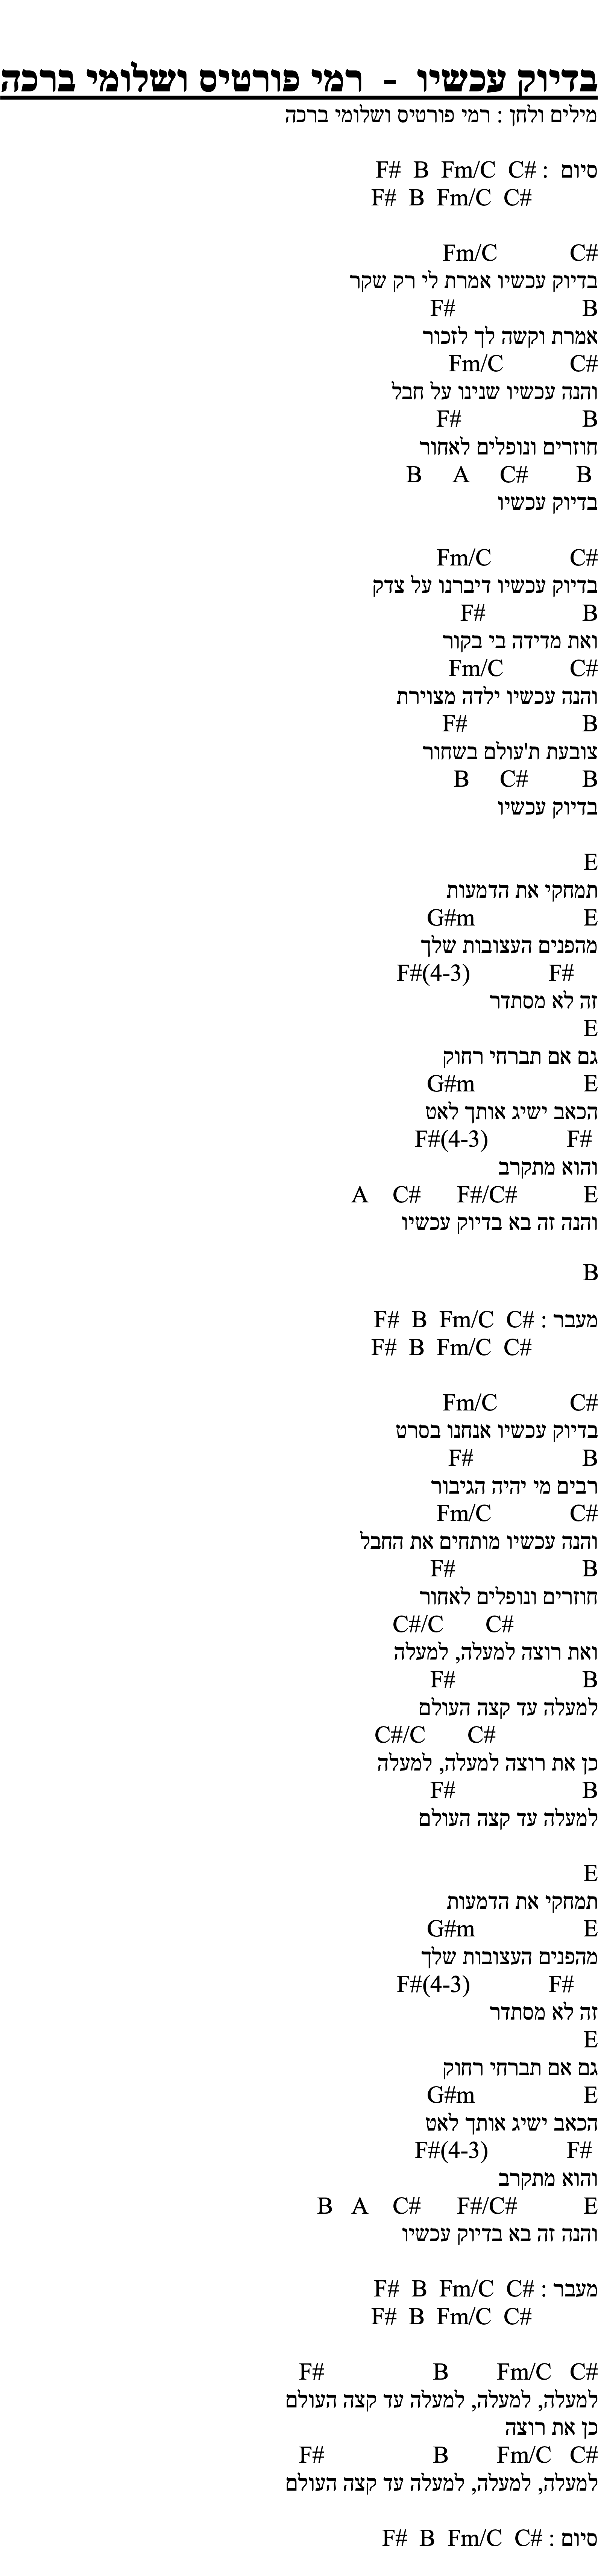 בדיוק עכשיו - רמי פורטיס ושלומי ברכה
מילים ולחן : רמי פורטיס ושלומי ברכה
סיום : F# B Fm/C C#
F# B Fm/C C#
Fm/C C#
בדיוק עכשיו אמרת לי רק שקר
F# B
אמרת וקשה לך לזכור
Fm/C C#
והנה עכשיו שנינו על חבל
F# B
חוזרים ונופלים לאחור
B A C# B
בדיוק עכשיו
Fm/C C#
בדיוק עכשיו דיברנו על צדק
F# B
ואת מדידה בי בקור
Fm/C C#
והנה עכשיו ילדה מצוירת
F# B
צובעת ת'עולם בשחור
B C# B
בדיוק עכשיו
E
תמחקי את הדמעות
G#m E
מהפנים העצובות שלך
F#(4-3) F#
זה לא מסתדר
E
גם אם תברחי רחוק
G#m E
הכאב ישיג אותך לאט
F#(4-3) F#
והוא מתקרב
A C# F#/C# E
והנה זה בא בדיוק עכשיו
B
מעבר : F# B Fm/C C#
F# B Fm/C C#
Fm/C C#
בדיוק עכשיו אנחנו בסרט
F# B
רבים מי יהיה הגיבור
Fm/C C#
והנה עכשיו מותחים את החבל
F# B
חוזרים ונופלים לאחור
C#/C C#
ואת רוצה למעלה, למעלה
F# B
למעלה עד קצה העולם
C#/C C#
כן את רוצה למעלה, למעלה
F# B
למעלה עד קצה העולם
E
תמחקי את הדמעות
G#m E
מהפנים העצובות שלך
F#(4-3) F#
זה לא מסתדר
E
גם אם תברחי רחוק
G#m E
הכאב ישיג אותך לאט
F#(4-3) F#
והוא מתקרב
B A C# F#/C# E
והנה זה בא בדיוק עכשיו
מעבר : F# B Fm/C C#
F# B Fm/C C#
F# B Fm/C C#
למעלה, למעלה, למעלה עד קצה העולם
כן את רוצה
F# B Fm/C C#
למעלה, למעלה, למעלה עד קצה העולם
סיום : F# B Fm/C C#